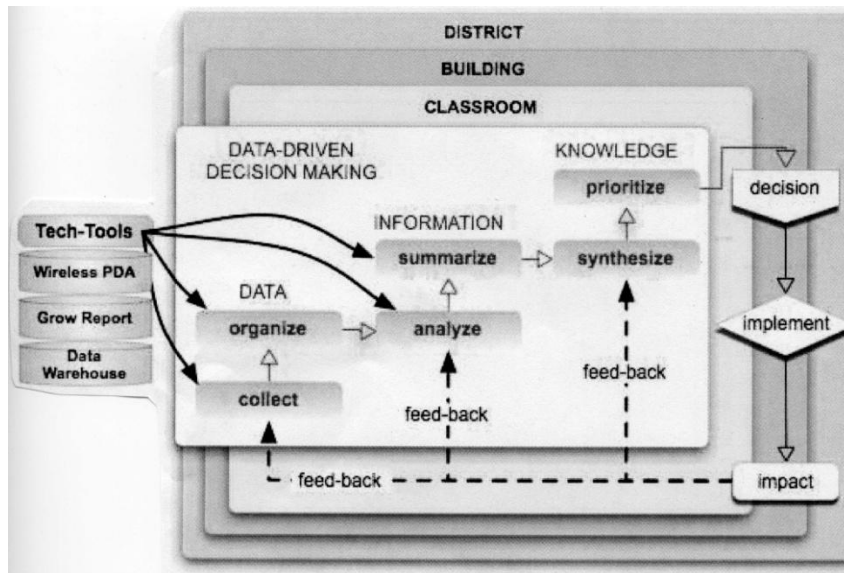 DISTRICT
BUILDING
CLASSROOM
DATA-DRIVEN
DECISION MAKING
KNOWLEDGE
prioritize
decision
Tech-Tools
INFORMATION
summarize
synthesize
Wireless PDA
DATA
Grow Report
organize
analyze
implement
Data
Warehouse
feed-back
collect
feed-back
feed-back
impact